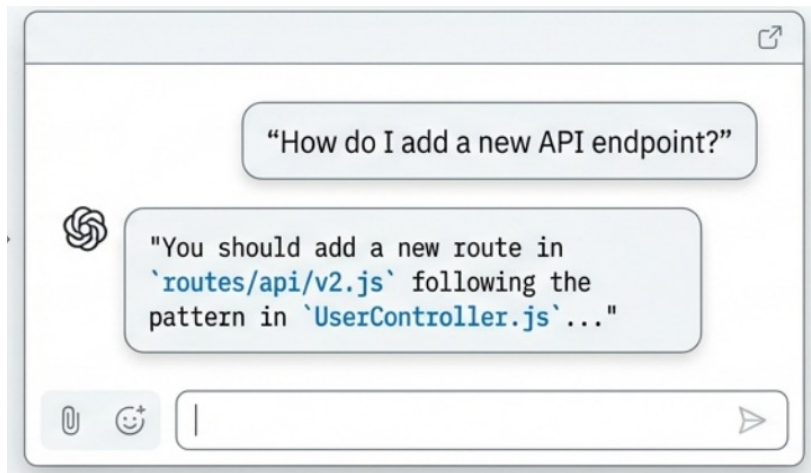 “How do I add a new API endpoint?”
"You should add a new route in
`routes/api/v2.js` following the
pattern in `UserController.js`..."